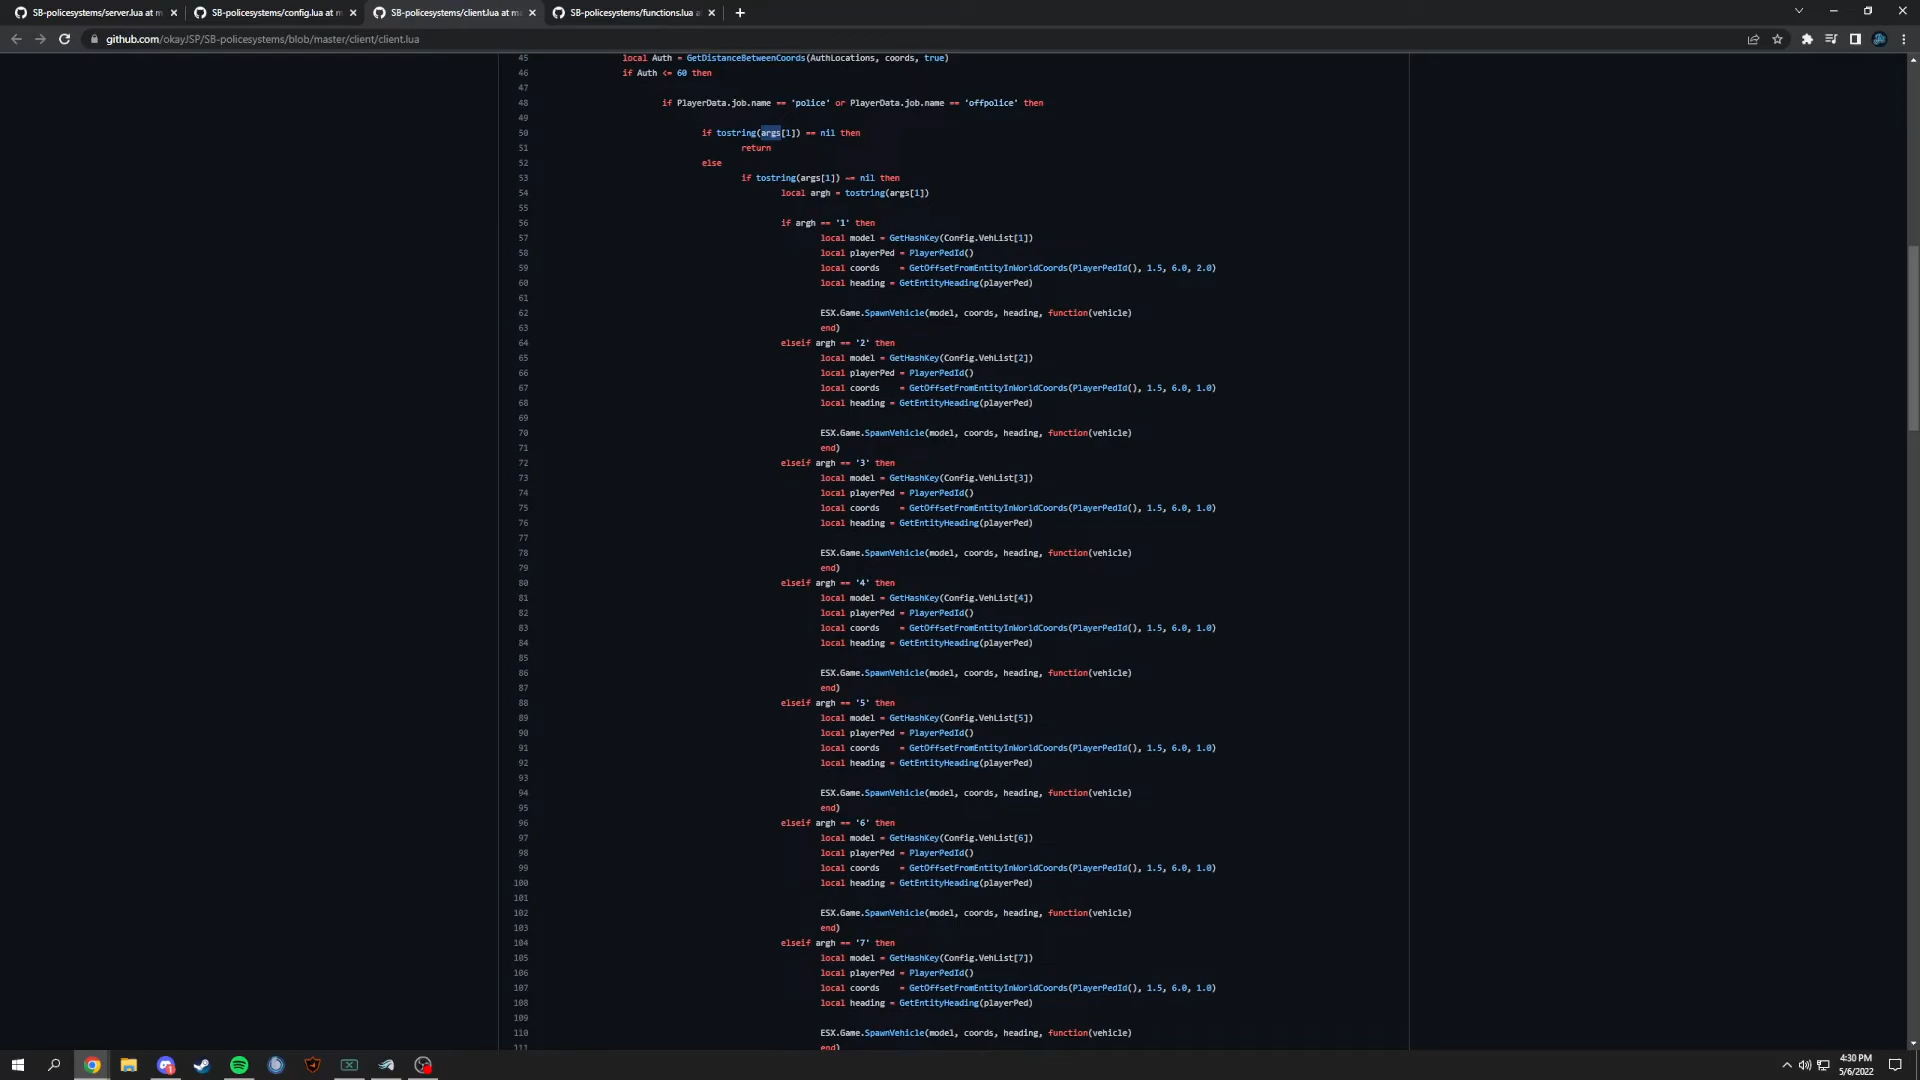 SB-policesystems/server.lua at m
SB-policesystems/config.lua at m
SB-policesystems/client.lua at m
SB-policesystems/functions.lua a
github.com/okayJSP/SB-policesystems/blob/master/client/client.lua
45 local Auth = GetDistanceBetweenCoords(AuthLocations, coords, true)
46 if Auth <= 60 then
47
48 if PlayerData.job.name == 'police' or PlayerData.job.name == 'offpolice' then
49
50 if tostring(args[1]) == nil then
51 return
52 else
53 if tostring(args[1]) ~= nil then
54 local argh = tostring(args[1])
55
56 if argh == '1' then
57 local model = GetHashKey(Config.VehList[1])
58 local playerPed = PlayerPedId()
59 local coords = GetOffsetFromEntityInWorldCoords(PlayerPedId(), 1.5, 6.0, 2.0)
60 local heading = GetEntityHeading(playerPed)
61
62 ESX.Game.SpawnVehicle(model, coords, heading, function(vehicle)
63 end)
64 elseif argh == '2' then
65 local model = GetHashKey(Config.VehList[2])
66 local playerPed = PlayerPedId()
67 local coords = GetOffsetFromEntityInWorldCoords(PlayerPedId(), 1.5, 6.0, 1.0)
68 local heading = GetEntityHeading(playerPed)
69
70 ESX.Game.SpawnVehicle(model, coords, heading, function(vehicle)
71 end)
72 elseif argh == '3' then
73 local model = GetHashKey(Config.VehList[3])
74 local playerPed = PlayerPedId()
75 local coords = GetOffsetFromEntityInWorldCoords(PlayerPedId(), 1.5, 6.0, 1.0)
76 local heading = GetEntityHeading(playerPed)
77
78 ESX.Game.SpawnVehicle(model, coords, heading, function(vehicle)
79 end)
80 elseif argh == '4' then
81 local model = GetHashKey(Config.VehList[4])
82 local playerPed = PlayerPedId()
83 local coords = GetOffsetFromEntityInWorldCoords(PlayerPedId(), 1.5, 6.0, 1.0)
84 local heading = GetEntityHeading(playerPed)
85
86 ESX.Game.SpawnVehicle(model, coords, heading, function(vehicle)
87 end)
88 elseif argh == '5' then
89 local model = GetHashKey(Config.VehList[5])
90 local playerPed = PlayerPedId()
91 local coords = GetOffsetFromEntityInWorldCoords(PlayerPedId(), 1.5, 6.0, 1.0)
92 local heading = GetEntityHeading(playerPed)
93
94 ESX.Game.SpawnVehicle(model, coords, heading, function(vehicle)
95 end)
96 elseif argh == '6' then
97 local model = GetHashKey(Config.VehList[6])
98 local playerPed = PlayerPedId()
99 local coords = GetOffsetFromEntityInWorldCoords(PlayerPedId(), 1.5, 6.0, 1.0)
100 local heading = GetEntityHeading(playerPed)
101
102 ESX.Game.SpawnVehicle(model, coords, heading, function(vehicle)
103 end)
104 elseif argh == '7' then
105 local model = GetHashKey(Config.VehList[7])
106 local playerPed = PlayerPedId()
107 local coords = GetOffsetFromEntityInWorldCoords(PlayerPedId(), 1.5, 6.0, 1.0)
108 local heading = GetEntityHeading(playerPed)
109
110 ESX.Game.SpawnVehicle(model, coords, heading, function(vehicle)
111 end)
4:30 PM
5/6/2022